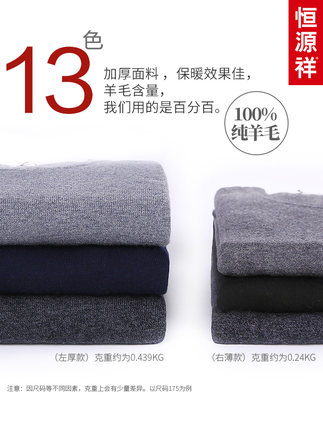 恒源祥
13色
加厚面料，保暖效果佳，
羊毛含量，
我们用的是百分百。
100%
纯羊毛
（左厚款）克重约为0.439KG
（右薄款）克重约为0.24KG
注意：因尺码等不同因素，克重上会有少量差异。以尺码175为例